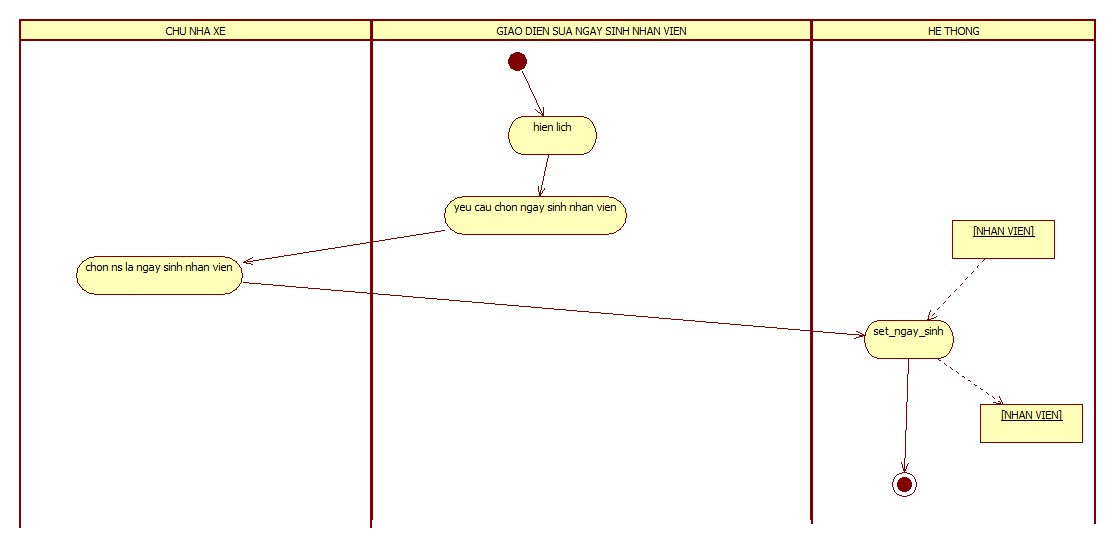 CHU NHA XE
GIAO DIEN SUA NGAY SINH NHAN VIEN
HE THONG
hien lich
yeu cau chon ngay sinh nhan vien
[NHAN VIEN]
chon ns la ngay sinh nhan vien
set_ngay_sinh
[NHAN VIEN]